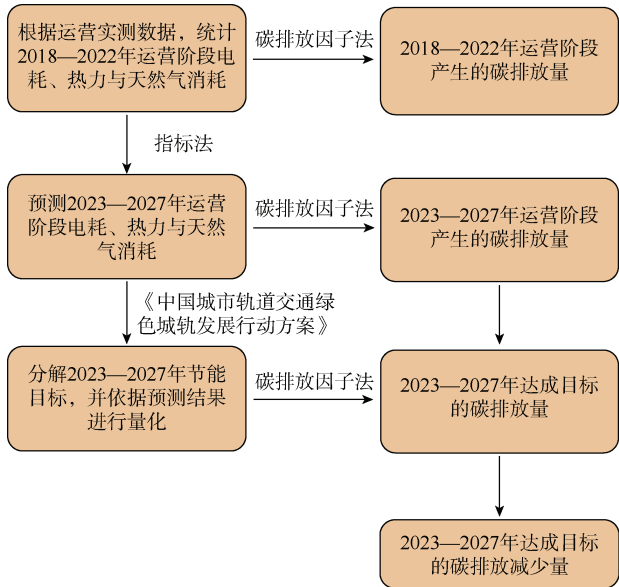 根据运营实测数据，统计
2018—2022年运营阶段电
耗、热力与天然气消耗
碳排放因子法
2018—2022年运营阶段
产生的碳排放量
指标法
预测2023—2027年运营
阶段电耗、热力与天然
气消耗
碳排放因子法
2023—2027年运营阶段
产生的碳排放量
《中国城市轨道交通绿
色城轨发展行动方案》
分解2023—2027年节能
目标，并依据预测结果
进行量化
碳排放因子法
2023—2027年达成目标
的碳排放量
2023—2027年达成目标
的碳排放减少量